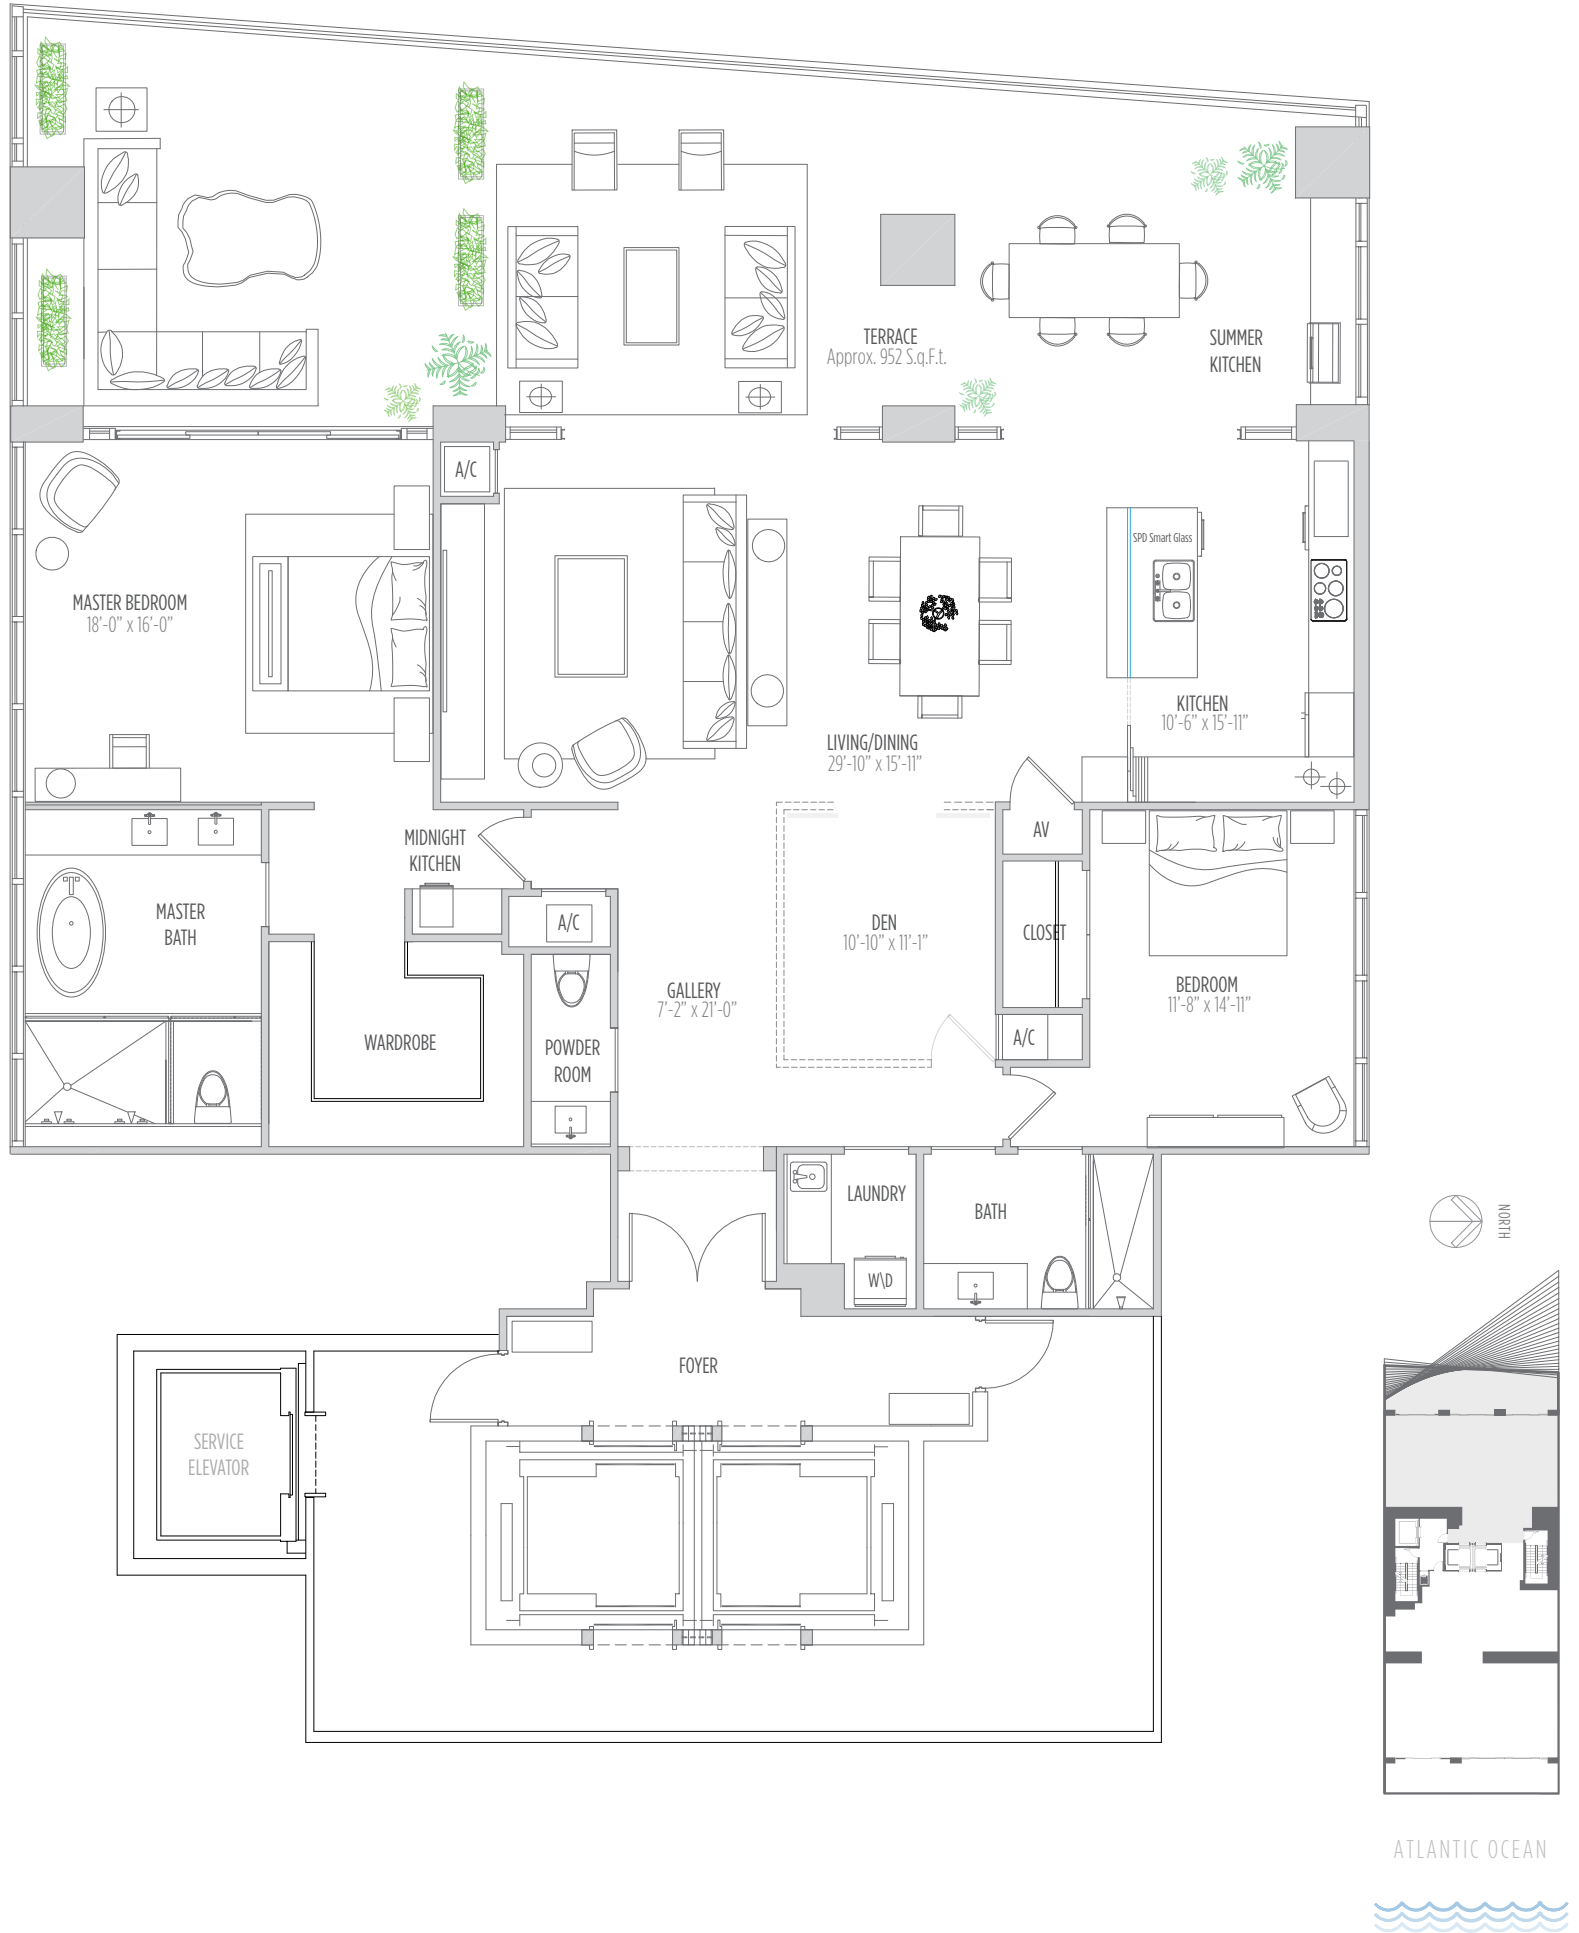 TERRACE
Approx. 952 S.q.F.t.
SUMMER
KITCHEN
A/C
SPD Smart Glass
MASTER BEDROOM
18'-0" x 16'-0"
KITCHEN
10'-6" x 15'-11"
LIVING/DINING
29'-10" x 15'-11"
MIDNIGHT
KITCHEN
AV
MASTER
BATH
A/C
DEN
10'-10" x 11'-1"
CLOSET
GALLERY
7'-2" x 21'-0"
BEDROOM
11'-8" x 14'-11"
WARDROBE
POWDER
ROOM
A/C
LAUNDRY
BATH
W\D
NORTH
FOYER
SERVICE
ELEVATOR
ATLANTIC OCEAN